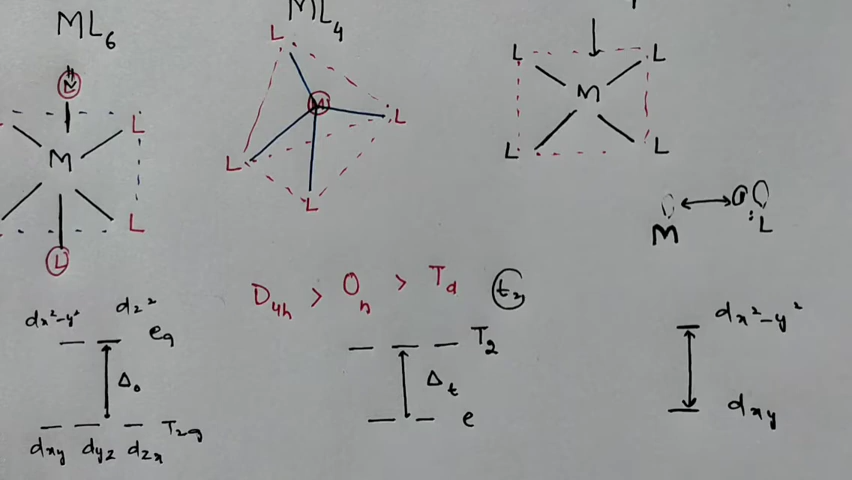 ML6
ML4
L
L
L
L
M
L
M
L
M
L
L
L
L
L
L
M
L
D4h > Oh > Td
t2
dx²-y² dz²
eg
Δo
T2g
dxy dyz dzx
T2
Δt
e
dx²-y²
dxy